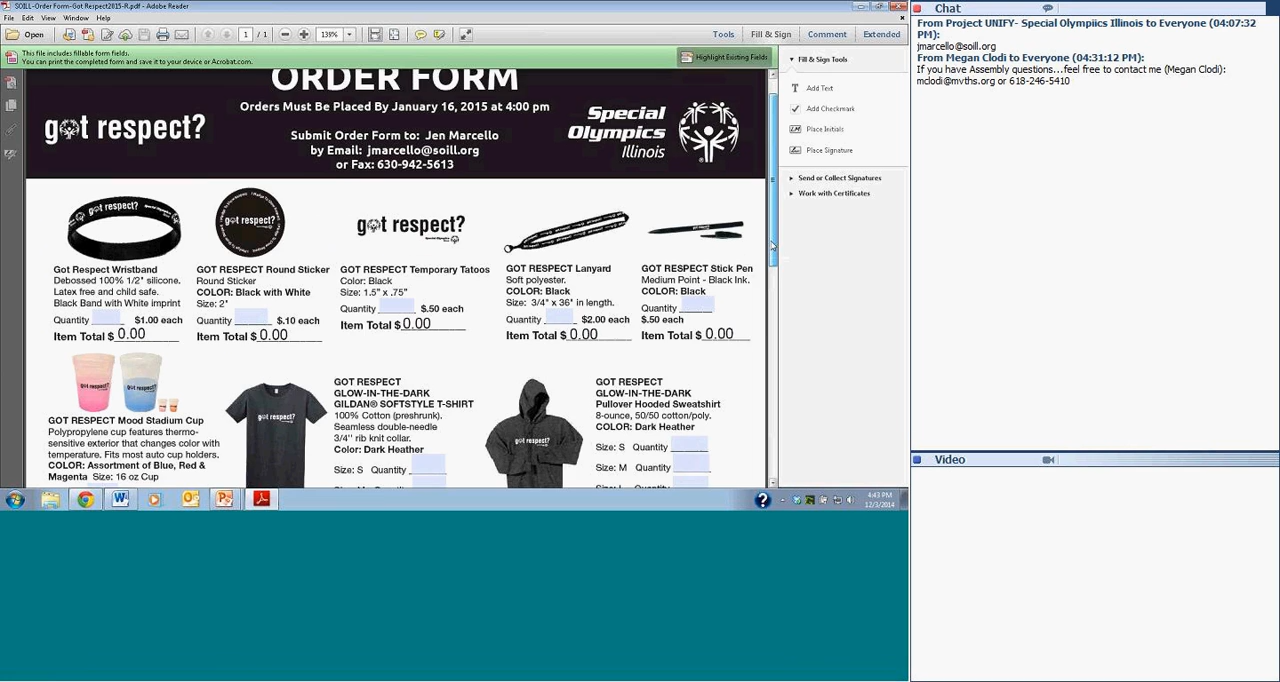 SOILL-Order Form-Got Respect2015-R.pdf - Adobe Reader
File Edit View Window Help
Open 1 / 1 139% Tools Fill & Sign Comment Extended
This file includes fillable form fields.
You can print the completed form and save it to your device or Acrobat.com.
Highlight Existing Fields
ORDER FORM
Orders Must Be Placed By January 16, 2015 at 4:00 pm
got respect?
Submit Order Form to: Jen Marcello
by Email: jmarcello@soill.org
or Fax: 630-942-5613
Special
Olympics
Illinois
got respect?
got respect?
got respect?
Got Respect Wristband
Debossed 100% 1/2" silicone.
Latex free and child safe.
Black Band with White imprint
Quantity $1.00 each
Item Total $ 0.00
GOT RESPECT Round Sticker
Round Sticker
COLOR: Black with White
Size: 2"
Quantity $.10 each
Item Total $ 0.00
GOT RESPECT Temporary Tatoos
Color: Black
Size: 1.5" x .75"
Quantity $.50 each
Item Total $ 0.00
GOT RESPECT Lanyard
Soft polyester.
COLOR: Black
Size: 3/4" x 36" in length.
Quantity $2.00 each
Item Total $ 0.00
GOT RESPECT Stick Pen
Medium Point - Black Ink.
COLOR: Black
Quantity
$.50 each
Item Total $ 0.00
got respect?
got respect?
GOT RESPECT Mood Stadium Cup
Polypropylene cup features thermo-
sensitive exterior that changes color with
temperature. Fits most auto cup holders.
COLOR: Assortment of Blue, Red &
Magenta Size: 16 oz Cup
got respect?
GOT RESPECT
GLOW-IN-THE-DARK
GILDAN® SOFTSTYLE T-SHIRT
100% Cotton (preshrunk).
Seamless double-needle
3/4" rib knit collar.
Color: Dark Heather
Size: S Quantity
got respect?
GOT RESPECT
GLOW-IN-THE-DARK
Pullover Hooded Sweatshirt
8-ounce, 50/50 cotton/poly.
COLOR: Dark Heather
Size: S Quantity
Size: M Quantity
Fill & Sign Tools
Add Text
Add Checkmark
Place Initials
Place Signature
Send or Collect Signatures
Work with Certificates
4:43 PM
12/3/2014
Chat
From Project UNIFY- Special Olympiics Illinois to Everyone (04:07:32
PM):
jmarcello@soill.org
From Megan Clodi to Everyone (04:31:12 PM):
If you have Assembly questions...feel free to contact me (Megan Clodi):
mclodi@mvths.org or 618-246-5410
Video